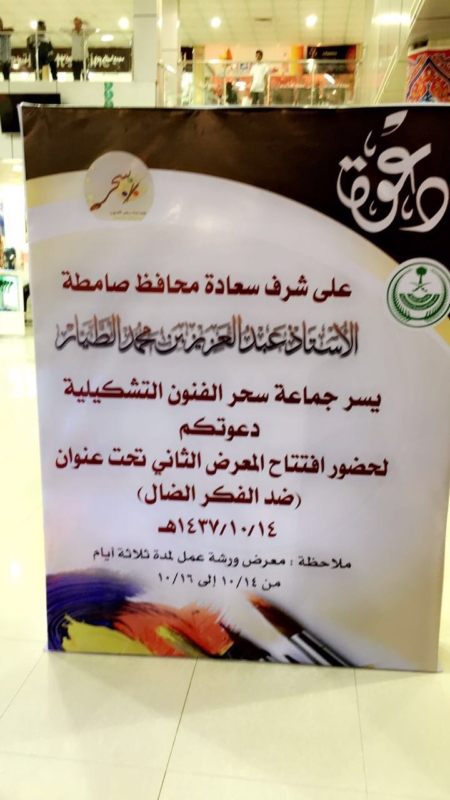 دعوة
سحر
على شرف سعادة محافظ صامطة
الأستاذ عبدالعزيز بن محمد الطيار
يسر جماعة سحر الفنون التشكيلية
دعوتكم
لحضور افتتاح المعرض الثاني تحت عنوان
(ضد الفكر الضال)
١٤٣٧/١٠/١٤هـ
ملاحظة : معرض ورشة عمل لمدة ثلاثة أيام
من ١٠/١٤ إلى ١٠/١٦